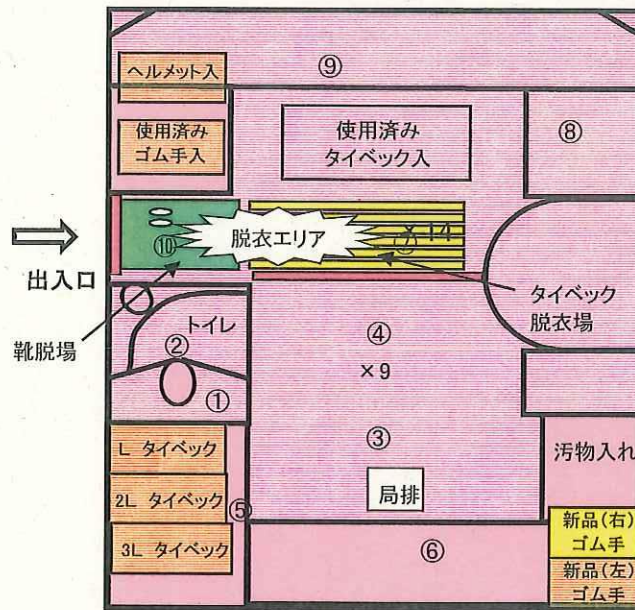 ⑨
ヘルメット入
使用済み
ゴム手入
使用済み
タイベック入
⑧
⑩
脱衣エリア
⑦
×14
出入口
靴脱場
トイレ
②
①
④
×9
タイベック
脱衣場
③
局排
汚物入れ
L タイベック
2L タイベック
3L タイベック
⑤
⑥
新品(右)
ゴム手
新品(左)
ゴム手